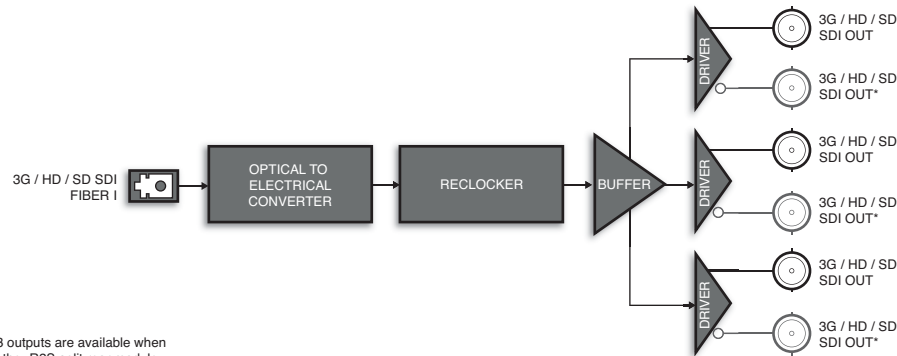 3G / HD / SD SDI
FIBER I
OPTICAL TO
ELECTRICAL
CONVERTER
RECLOCKER
BUFFER
DRIVER
3G / HD / SD
SDI OUT
3G / HD / SD
SDI OUT*
DRIVER
3G / HD / SD
SDI OUT
3G / HD / SD
SDI OUT*
DRIVER
3G / HD / SD
SDI OUT
3G / HD / SD
SDI OUT*
3 outputs are available when